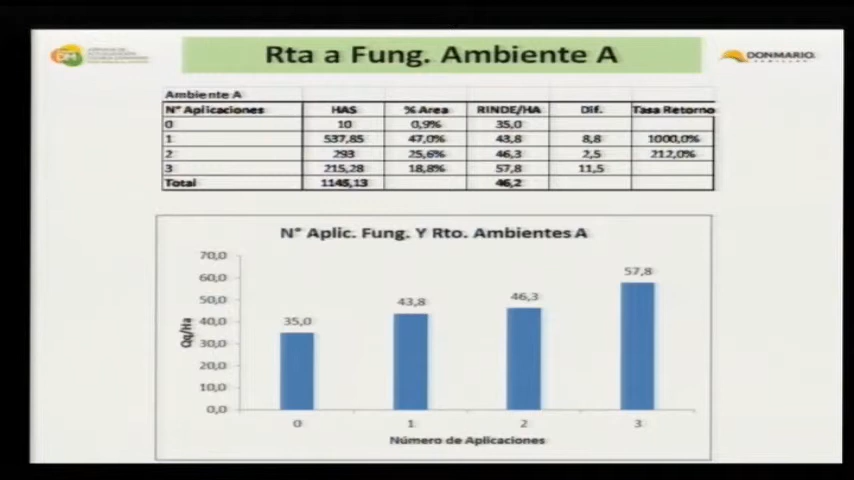 Rta a Fung. Ambiente A
DM
DONMARIO
Ambiente A
N° Aplicaciones HAS % Area RINDE/HA Dif. Tasa Retorno
0 10 0,9% 35,0
1 537,85 47,0% 43,8 8,8 1000,0%
2 293 25,6% 46,3 2,5 212,0%
3 215,28 18,8% 57,8 11,5
Total 1145,13 46,2
N° Aplic. Fung. Y Rto. Ambientes A
Qq/Ha
70,0
60,0
50,0
40,0
30,0
20,0
10,0
0,0
35,0
43,8
46,3
57,8
0 1 2 3
Número de Aplicaciones